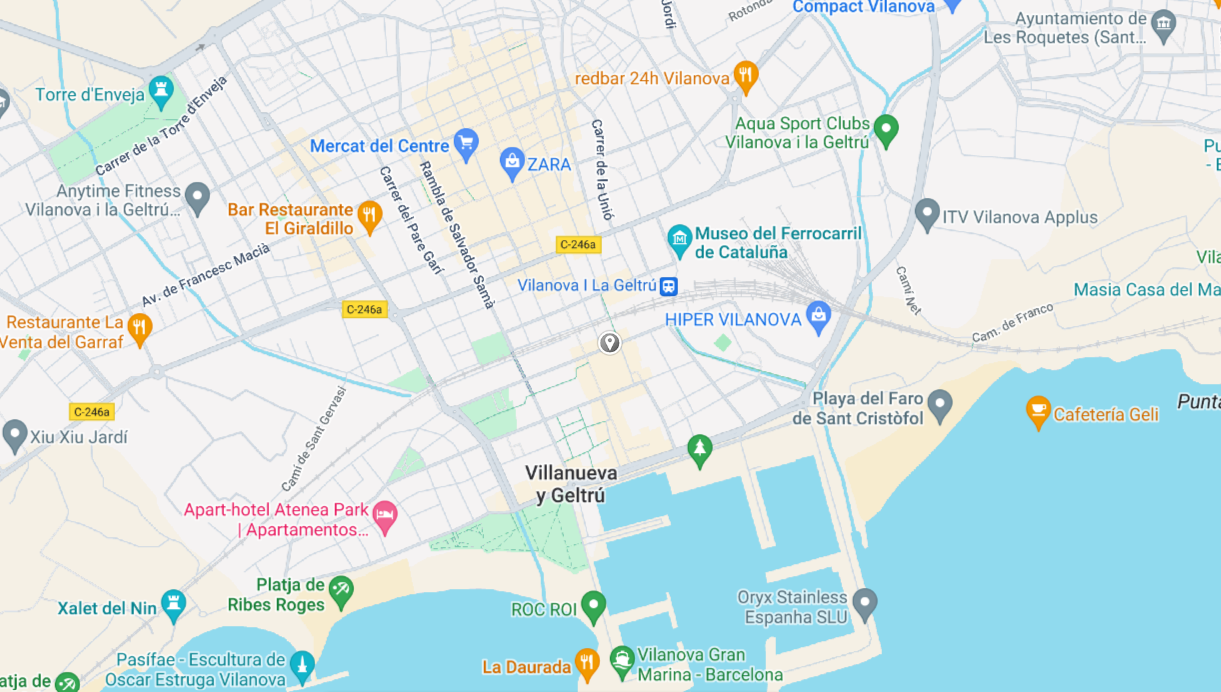 Compact Vilanova
Jordi
Rotonda
Ayuntamiento de
Les Roquetes (Sant...
redbar 24h Vilanova
Torre d'Enveja
Carrer de la Torre d'Enveja
Aqua Sport Clubs
Vilanova i la Geltrú
Mercat del Centre
ZARA
Carrer de la Unió
Anytime Fitness
Vilanova i la Geltrú...
Bar Restaurante
El Giraldillo
Carrer del Pare Garí
Rambla de Salvador Samà
ITV Vilanova Applus
Museo del Ferrocarril
de Cataluña
C-246a
Av. de Francesc Macià
Vilanova I La Geltrú
Camí Net
Masia Casa del Ma
C-246a
HIPER VILANOVA
Cam. de Franco
Restaurante La
Venta del Garraf
C-246a
Playa del Faro
de Sant Cristòfol
Cafetería Geli
Punta
Xiu Xiu Jardí
Camí de Sant Gervasi
Villanueva
y Geltrú
Apart-hotel Atenea Park
| Apartamentos...
Platja de
Ribes Roges
Xalet del Nin
ROC ROI
Oryx Stainless
Espanha SLU
Pasífae - Escultura de
Oscar Estruga Vilanova
La Daurada
Vilanova Gran
Marina - Barcelona
atja de